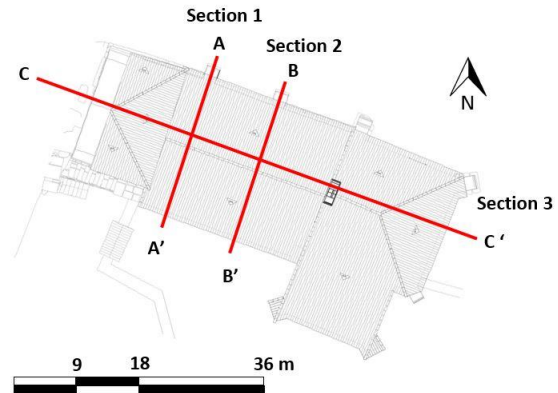 Section 1
A
Section 2
B
C
N
Section 3
C '
A’
B’
9 18 36 m